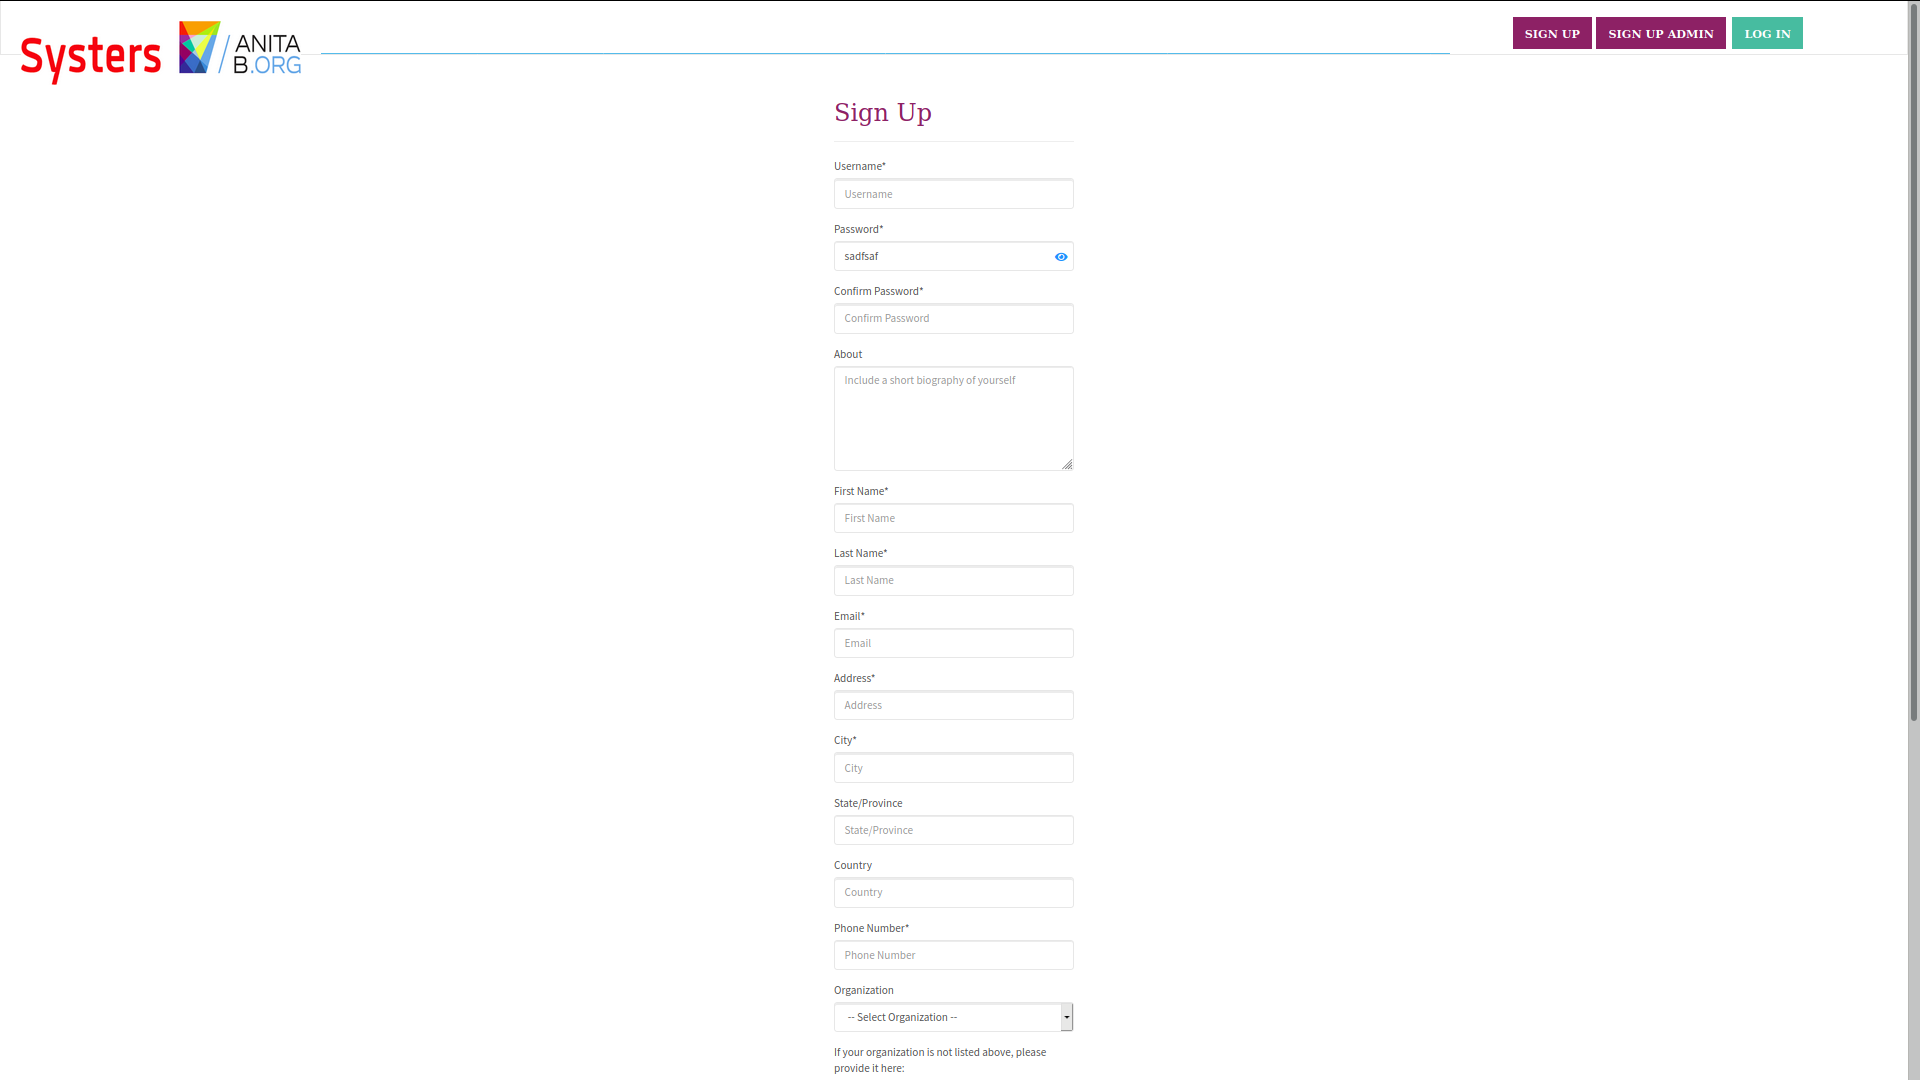 Systers
ANITA
B.ORG
SIGN UP
SIGN UP ADMIN
LOG IN
Sign Up
Username*
Username
Password*
sadfsaf
Confirm Password*
Confirm Password
About
Include a short biography of yourself
First Name*
First Name
Last Name*
Last Name
Email*
Email
Address*
Address
City*
City
State/Province
State/Province
Country
Country
Phone Number*
Phone Number
Organization
-- Select Organization --
If your organization is not listed above, please
provide it here: